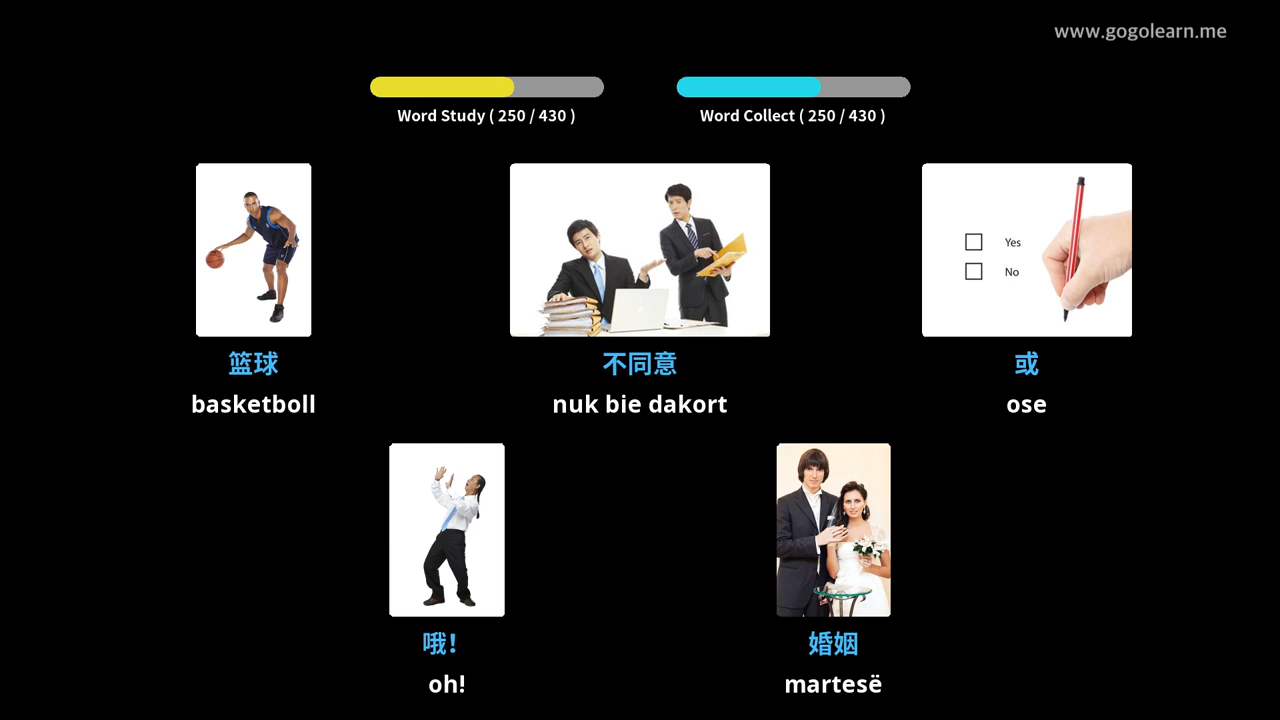 www.gogolearn.me
Word Study ( 250 / 430 )
Word Collect ( 250 / 430 )
Yes
No
篮球
不同意
或
basketboll
nuk bie dakort
ose
哦!
婚姻
oh!
martesë